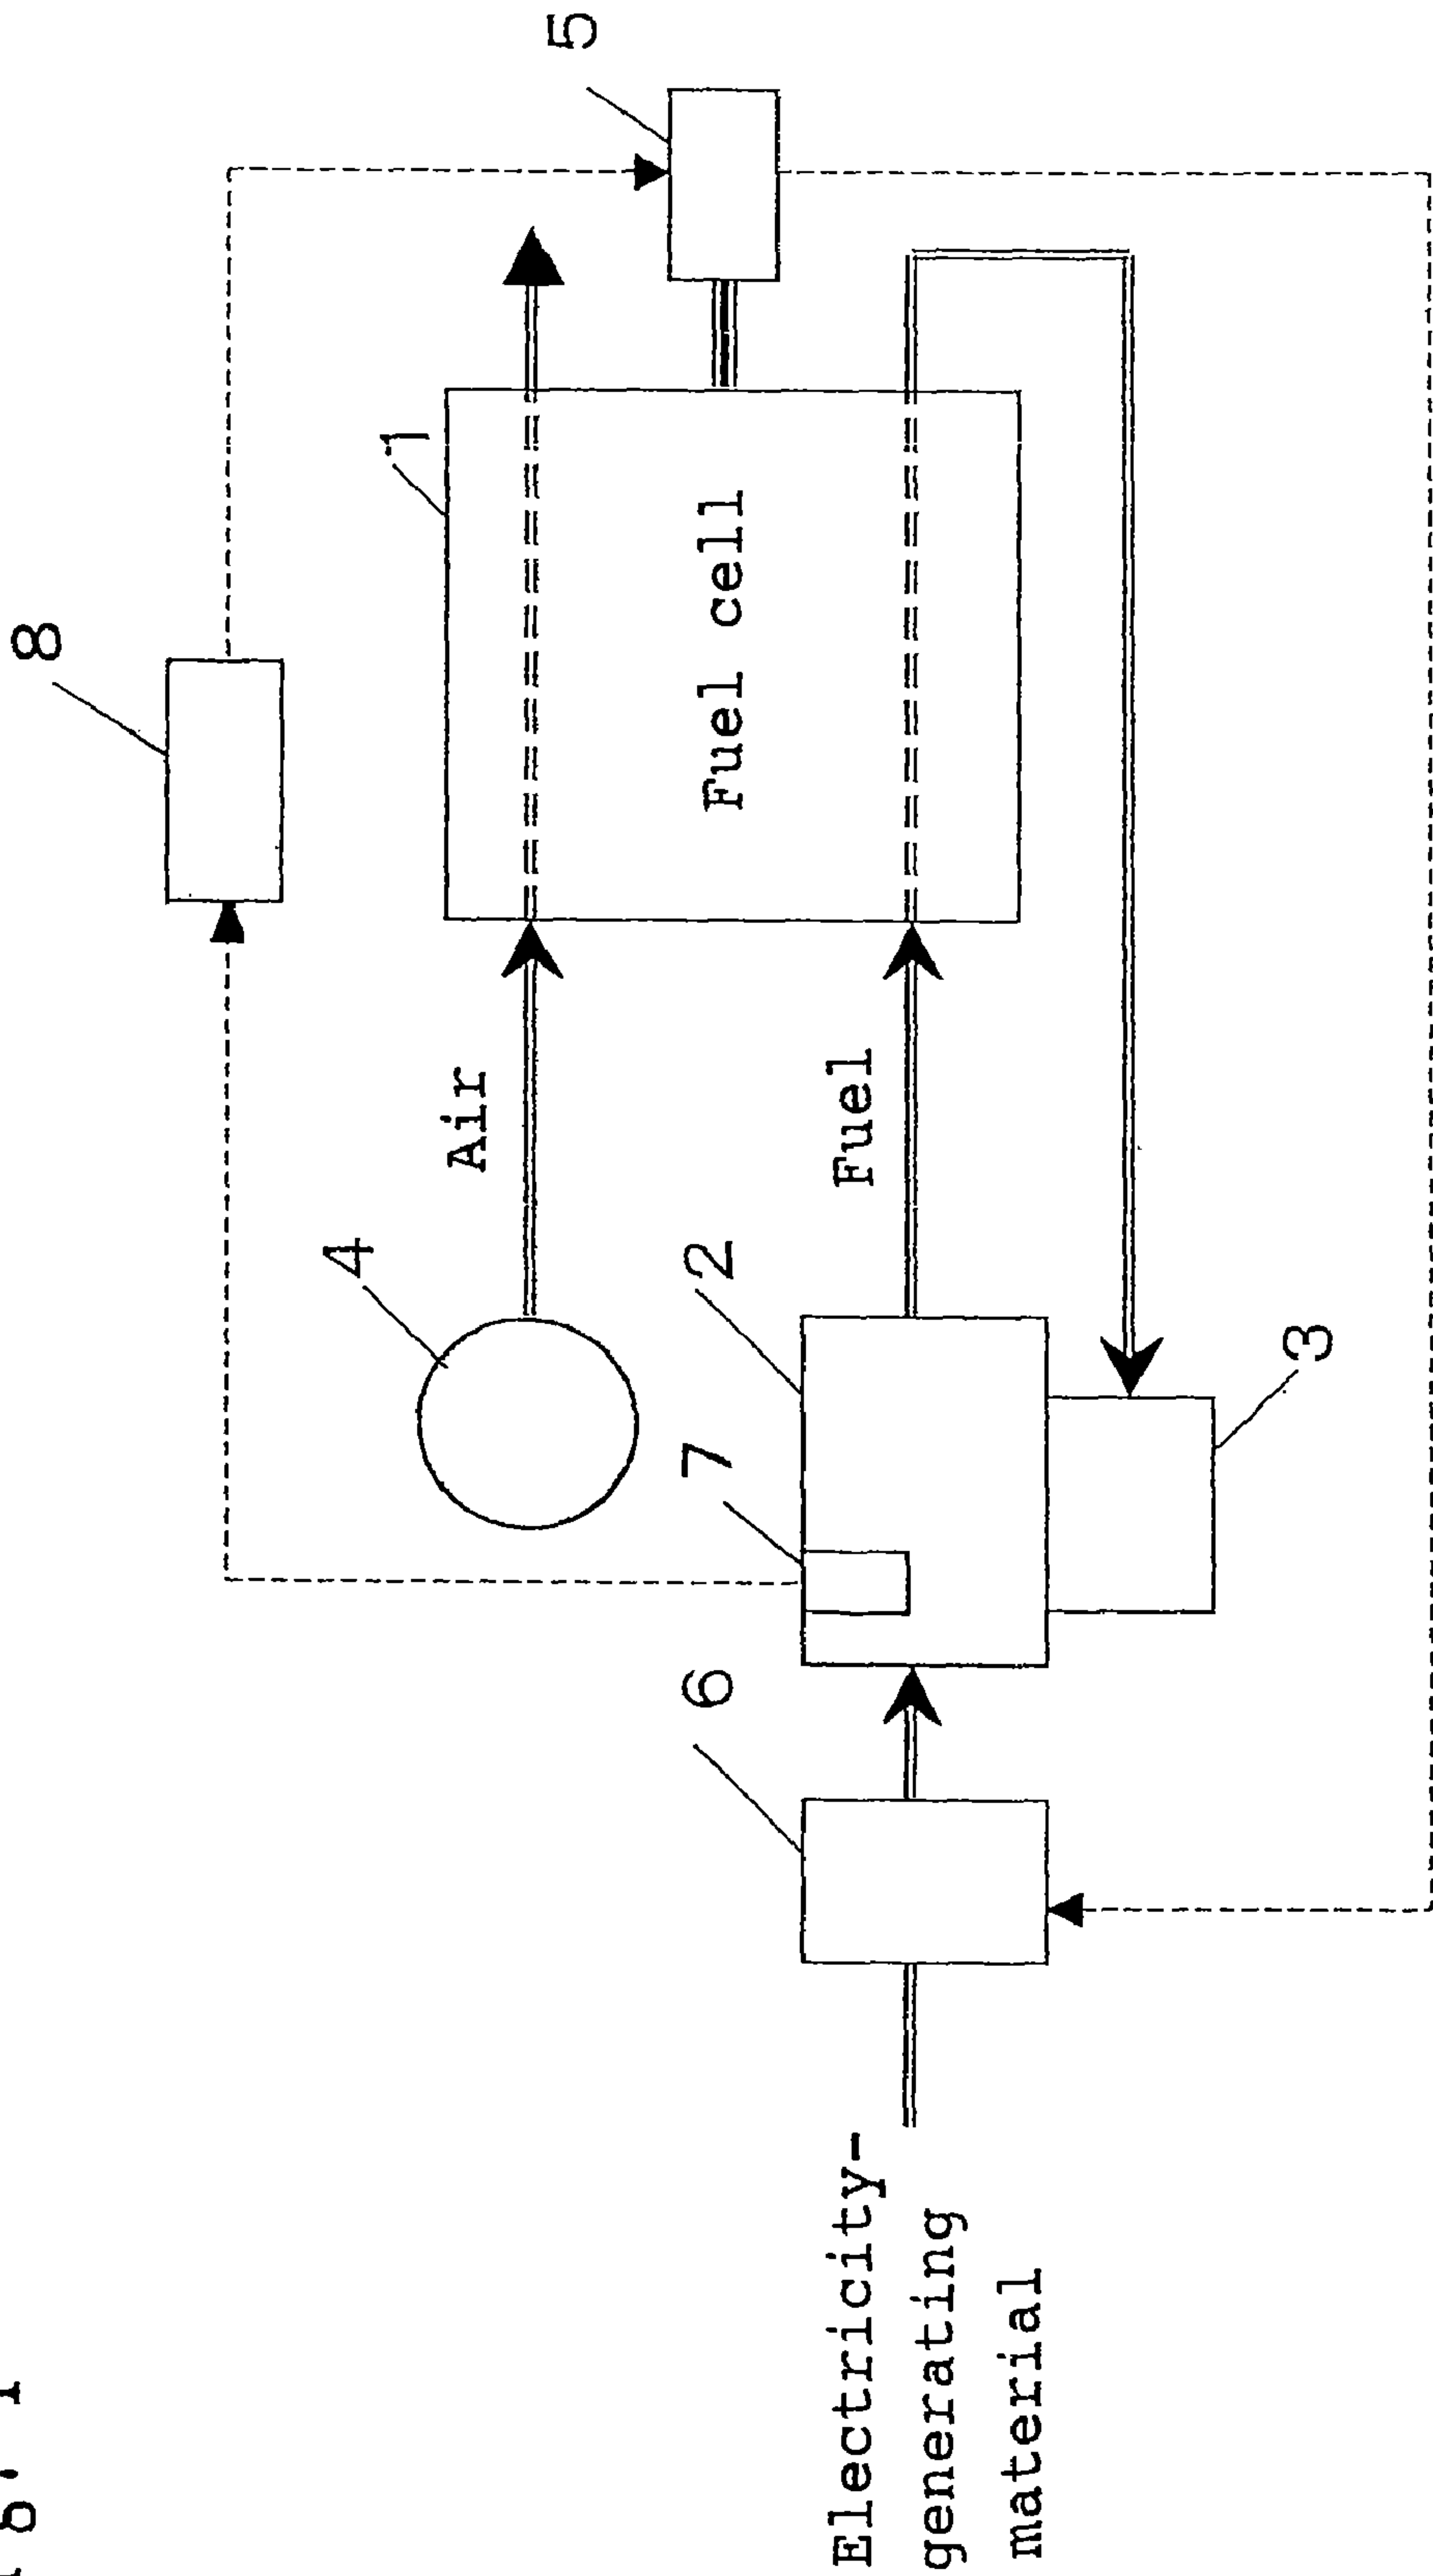 8
5
1
Fuel cell
4
Air
7
2
Fuel
6
3
Electricity-
generating
material